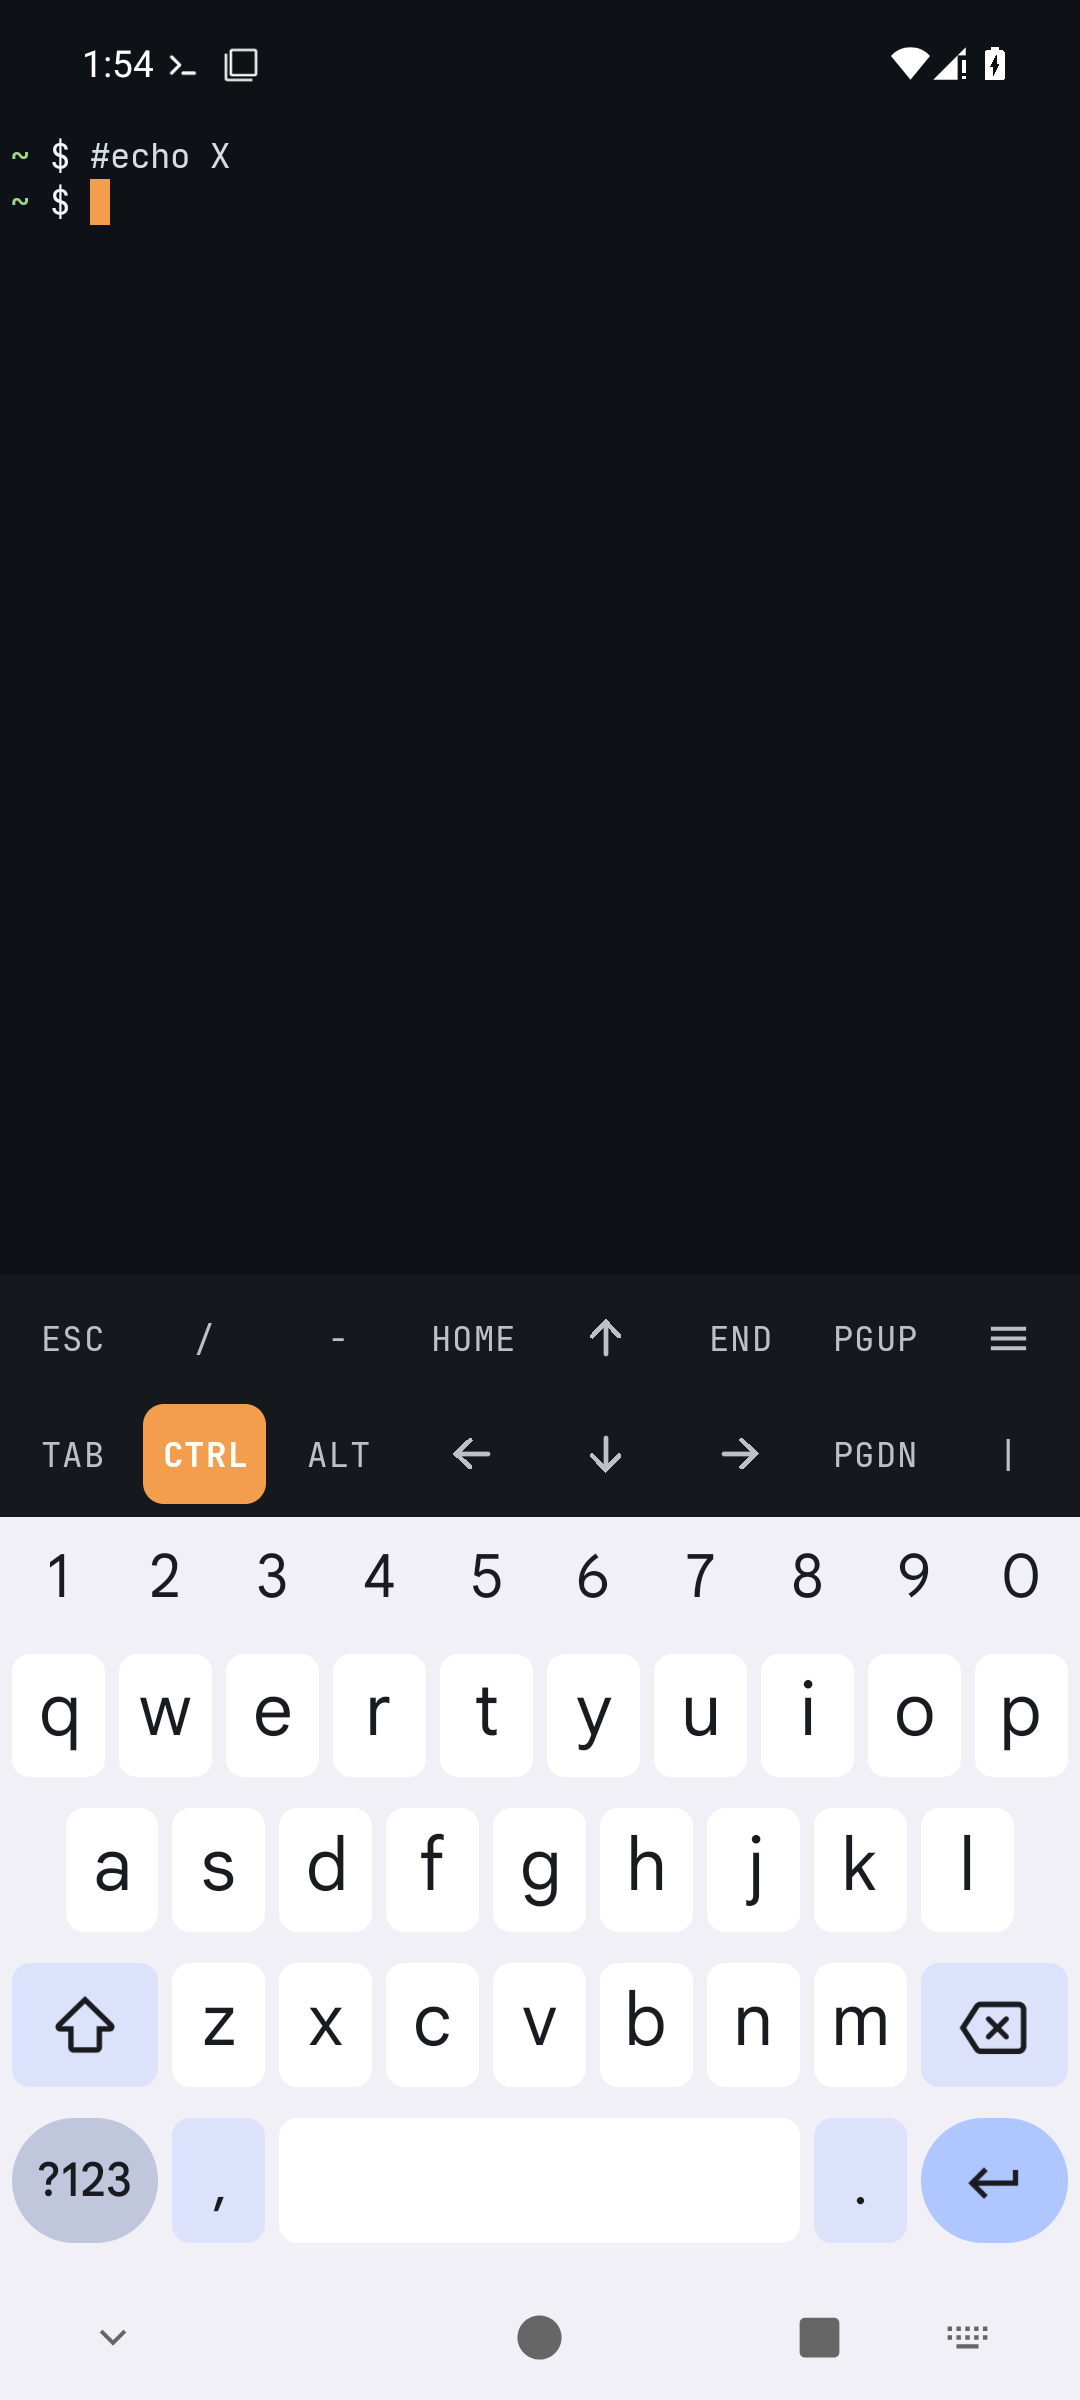 1:54
~ $ #echo X
~ $
ESC / - HOME ↑ END PGUP ☰
TAB CTRL ALT ← ↓ → PGDN |
1 2 3 4 5 6 7 8 9 0
q w e r t y u i o p
a s d f g h j k l
z x c v b n m
?123 , .